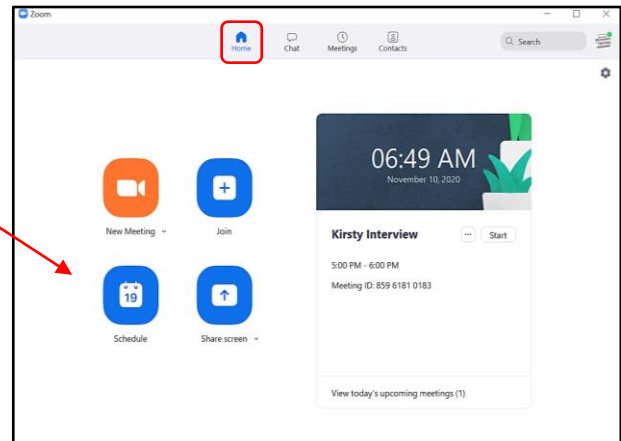 Zoom
Home Chat Meetings Contacts
Search
06:49 AM
November 10, 2020
New Meeting
Join
Kirsty Interview
Start
5:00 PM - 6:00 PM
Meeting ID: 859 6181 0183
19
Schedule
Share screen
View today's upcoming meetings (1)